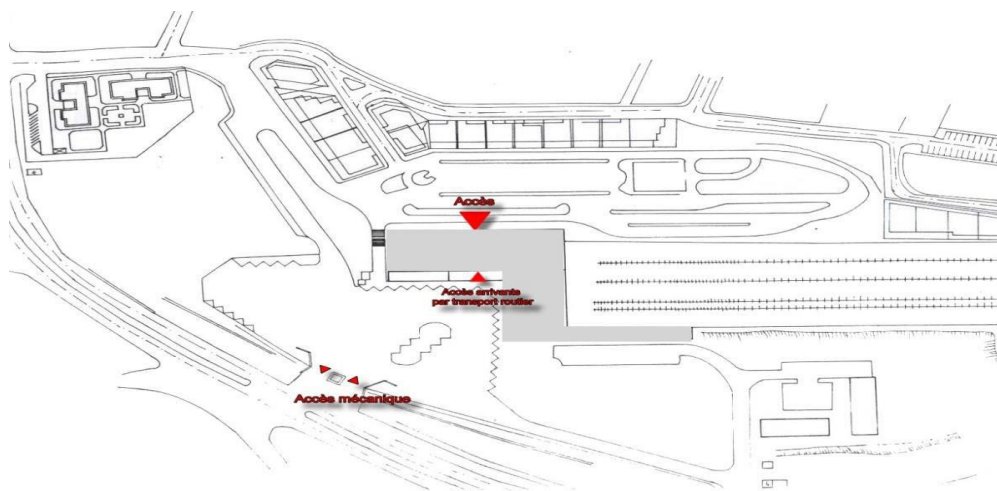 Accès
Accès arrivants
par transport routier
Accès mécanique